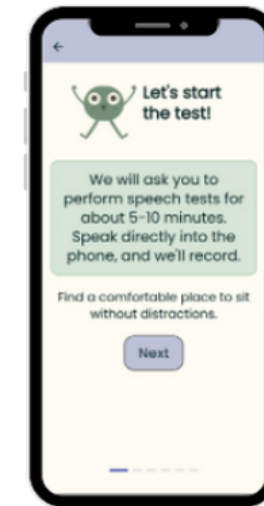 Let's start
the test!
We will ask you to
perform speech tests for
about 5-10 minutes.
Speak directly into the
phone, and we'll record.
Find a comfortable place to sit
without distractions.
Next